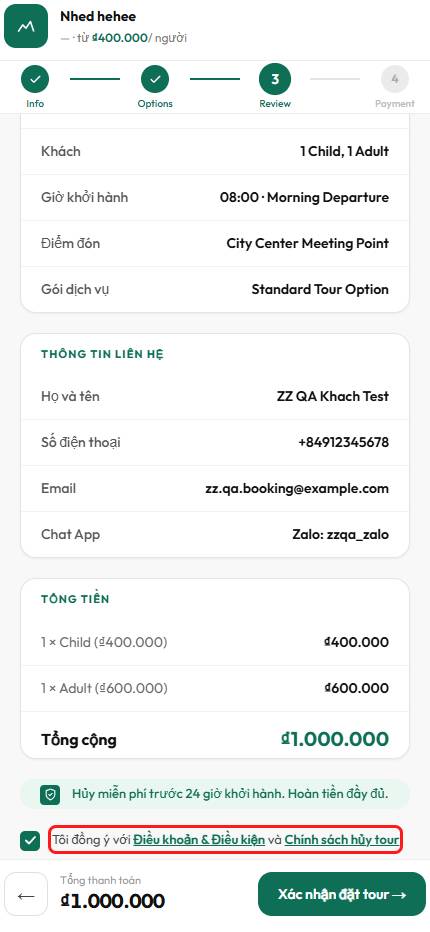 Nhed hehee
— · từ ₫400.000/ người
3
4
Info
Options
Review
Payment
Khách
1 Child, 1 Adult
Giờ khởi hành
08:00 · Morning Departure
Điểm đón
City Center Meeting Point
Gói dịch vụ
Standard Tour Option
THÔNG TIN LIÊN HỆ
Họ và tên
ZZ QA Khach Test
Số điện thoại
+84912345678
Email
zz.qa.booking@example.com
Chat App
Zalo: zzqa_zalo
TỔNG TIỀN
1 × Child (₫400.000)
₫400.000
1 × Adult (₫600.000)
₫600.000
Tổng cộng
₫1.000.000
Hủy miễn phí trước 24 giờ khởi hành. Hoàn tiền đầy đủ.
Tôi đồng ý với Điều khoản & Điều kiện và Chính sách hủy tour
←
Tổng thanh toán
₫1.000.000
Xác nhận đặt tour →